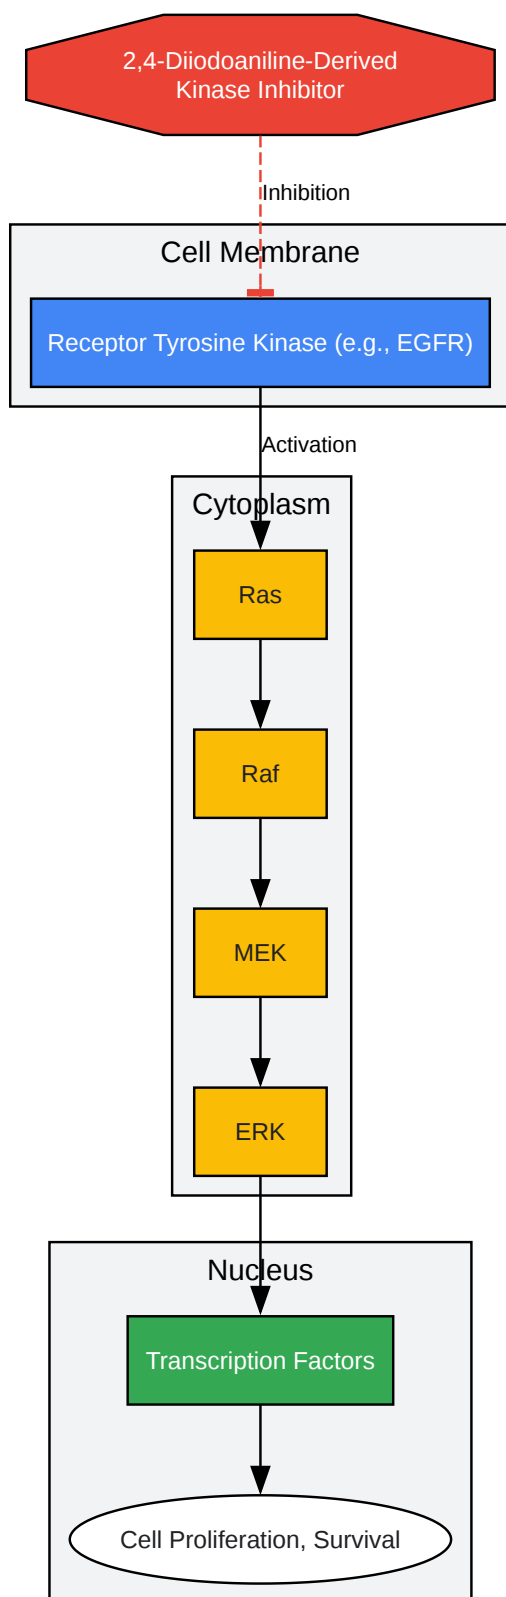 2,4-Diiodoaniline-Derived
Kinase Inhibitor
Inhibition
Cell Membrane
Receptor Tyrosine Kinase (e.g., EGFR)
Activation
Cytoplasm
Ras
Raf
MEK
ERK
Nucleus
Transcription Factors
Cell Proliferation, Survival